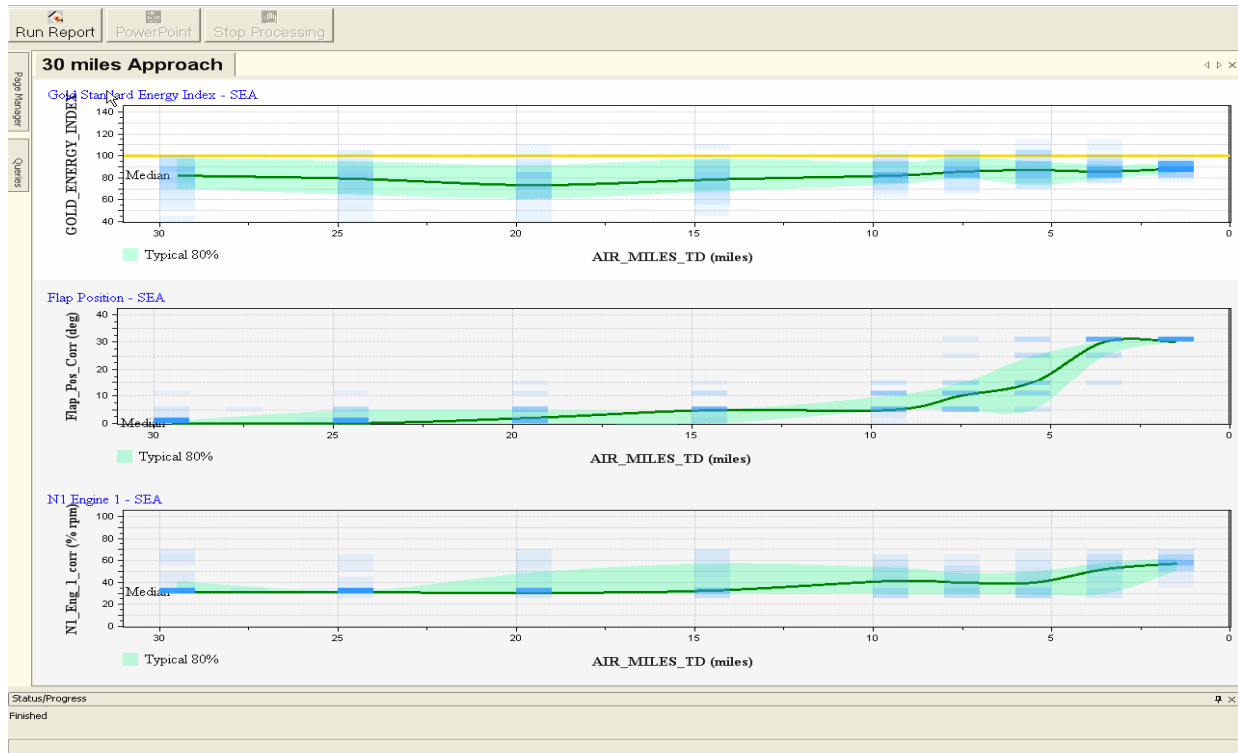 Run Report PowerPoint Stop Processing
Page Manager
Queries
30 miles Approach
Gold Standard Energy Index - SEA
GOLD_ENERGY_INDEX
140
120
100
80
60
40
Median
30 25 20 15 10 5 0
Typical 80%
AIR_MILES_TD (miles)
Flap Position - SEA
Flap_Pos_Corr (deg)
40
30
20
10
0
Median
30 25 20 15 10 5 0
Typical 80%
AIR_MILES_TD (miles)
N1 Engine 1 - SEA
N1_Eng_1_corr (% rpm)
100
80
60
40
20
0
Median
30 25 20 15 10 5 0
Typical 80%
AIR_MILES_TD (miles)
Status/Progress
Finished